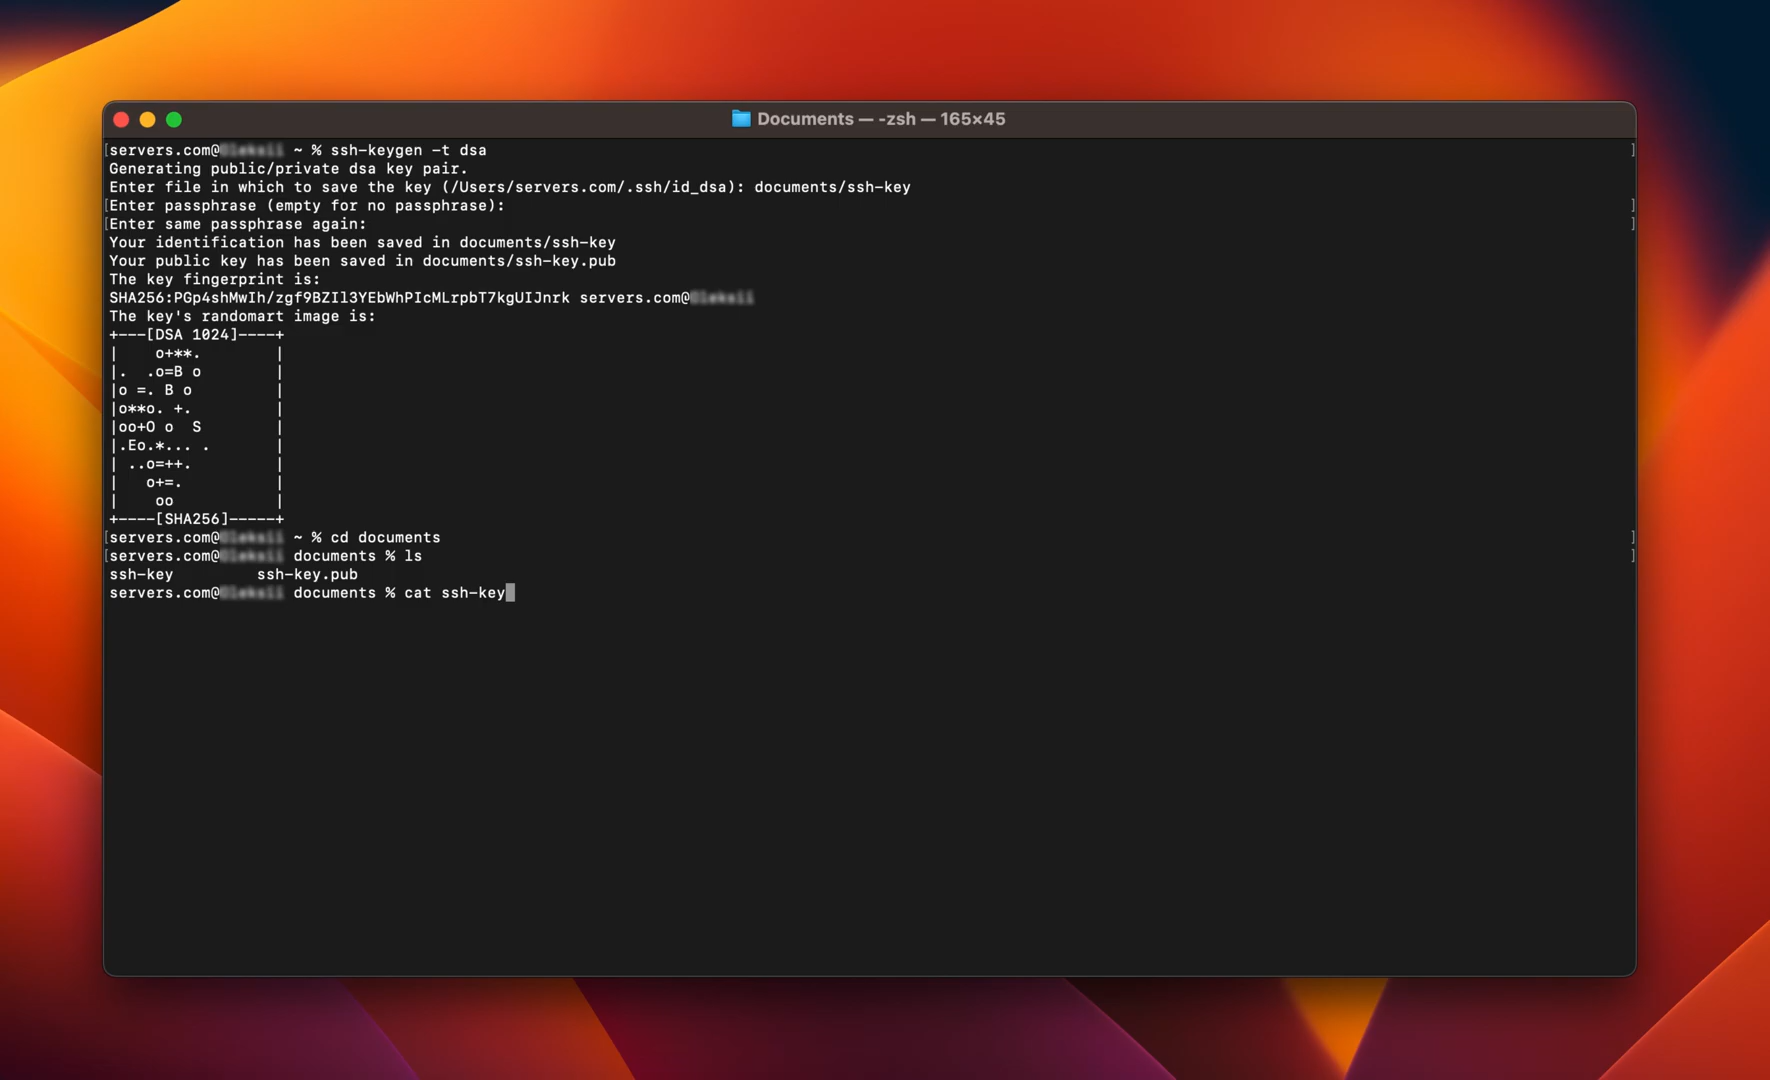 Documents — -zsh — 165×45
[servers.com@ ~ % ssh-keygen -t dsa ]
Generating public/private dsa key pair.
Enter file in which to save the key (/Users/servers.com/.ssh/id_dsa): documents/ssh-key
[Enter passphrase (empty for no passphrase): ]
[Enter same passphrase again: ]
Your identification has been saved in documents/ssh-key
Your public key has been saved in documents/ssh-key.pub
The key fingerprint is:
SHA256:PGp4shMwIh/zgf9BZIl3YEbWhPIcMLrpbT7kgUIJnrk servers.com@
The key's randomart image is:
+---[DSA 1024]----+
|    o+**.        |
|.  .o=B o        |
|o =. B o         |
|o**o. +.         |
|oo+O o  S        |
|.Eo.*... .       |
| ..o=++.         |
|   o+=.          |
|    oo           |
+----[SHA256]-----+
[servers.com@ ~ % cd documents ]
[servers.com@ documents % ls ]
ssh-key         ssh-key.pub
servers.com@ documents % cat ssh-key